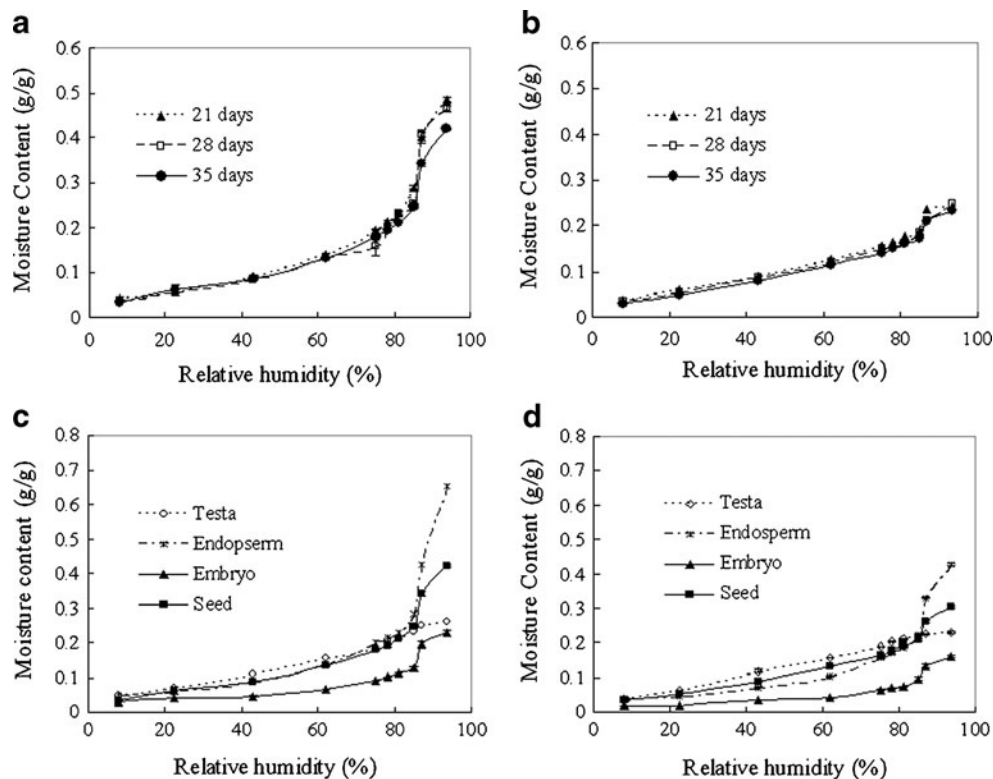 a
0.6
0.5
0.4
0.3
0.2
0.1
0
Moisture Content (g/g)
21 days
28 days
35 days
0 20 40 60 80 100
Relative humidity (%)
b
0.6
0.5
0.4
0.3
0.2
0.1
0
Moisture Content (g/g)
21 days
28 days
35 days
0 20 40 60 80 100
Relative humidity (%)
c
0.8
0.7
0.6
0.5
0.4
0.3
0.2
0.1
0
Moisture content (g/g)
Testa
Endopserm
Embryo
Seed
0 20 40 60 80 100
Relative humidity (%)
d
0.8
0.7
0.6
0.5
0.4
0.3
0.2
0.1
0
Moisture Content (g/g)
Testa
Endosperm
Embryo
Seed
0 20 40 60 80 100
Relative humidity (%)